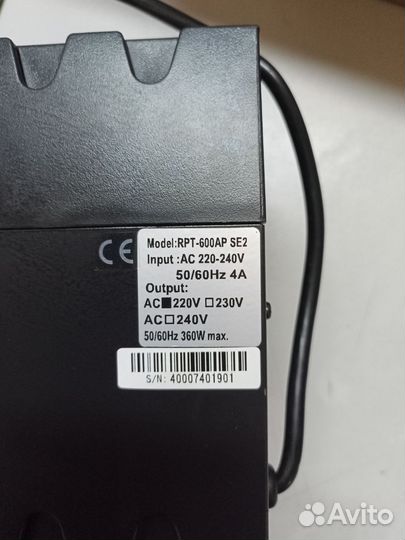 CE
Model:RPT-600AP SE2
Input :AC 220-240V
50/60Hz 4A
Output:
AC■220V □230V
AC□240V
50/60Hz 360W max.
S/N: 40007401901
Avito